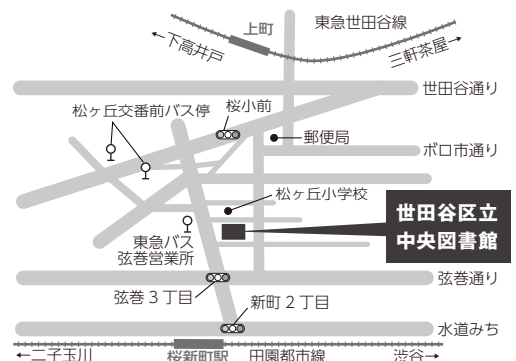 上町
東急世田谷線
←下高井戸
三軒茶屋→
世田谷通り
松ヶ丘交番前バス停
桜小前
郵便局
ボロ市通り
松ヶ丘小学校
世田谷区立
中央図書館
東急バス
弦巻営業所
弦巻通り
弦巻3丁目
新町2丁目
水道みち
←二子玉川
桜新町駅
田園都市線
渋谷→